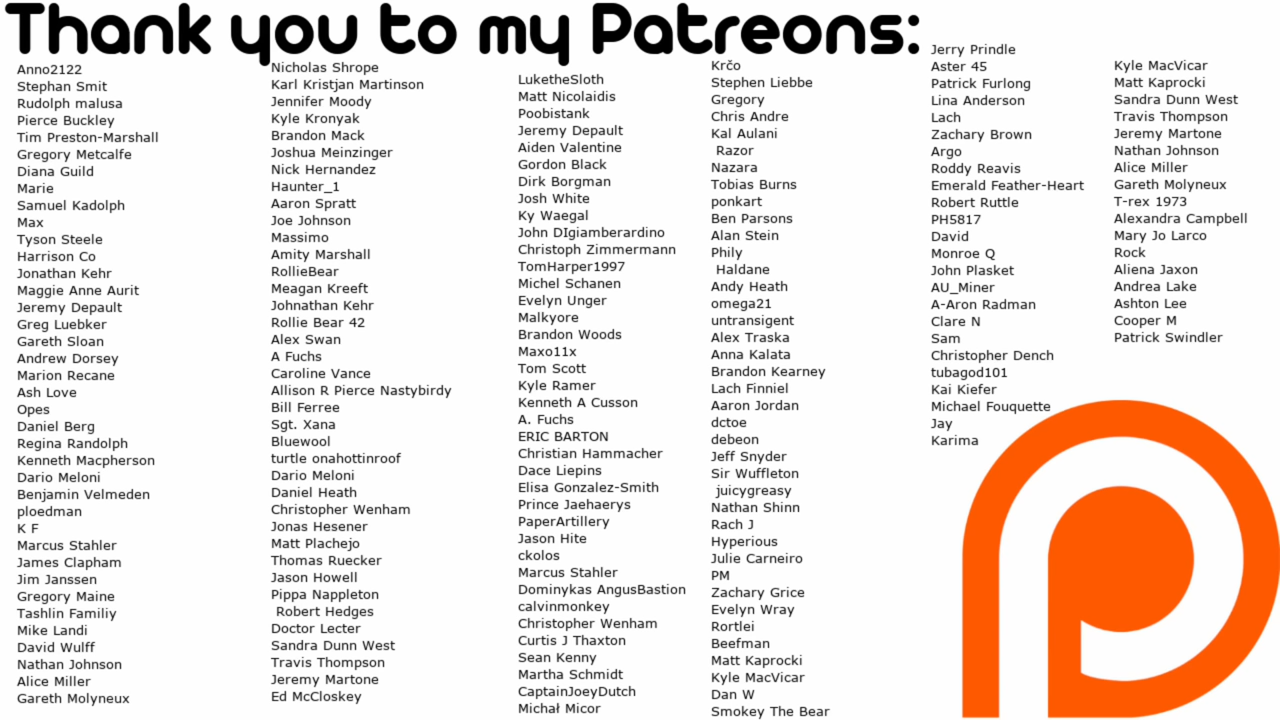 Thank you to my Patreons:
Anno2122
Stephan Smit
Rudolph malusa
Pierce Buckley
Tim Preston-Marshall
Gregory Metcalfe
Diana Guild
Marie
Samuel Kadolph
Max
Tyson Steele
Harrison Co
Jonathan Kehr
Maggie Anne Aurit
Jeremy Depault
Greg Luebker
Gareth Sloan
Andrew Dorsey
Marion Recane
Ash Love
Opes
Daniel Berg
Regina Randolph
Kenneth Macpherson
Dario Meloni
Benjamin Velmeden
ploedman
K F
Marcus Stahler
James Clapham
Jim Janssen
Gregory Maine
Tashlin Familiy
Mike Landi
David Wulff
Nathan Johnson
Alice Miller
Gareth Molyneux
Nicholas Shrope
Karl Kristjan Martinson
Jennifer Moody
Kyle Kronyak
Brandon Mack
Joshua Meinzinger
Nick Hernandez
Haunter_1
Aaron Spratt
Joe Johnson
Massimo
Amity Marshall
RollieBear
Meagan Kreeft
Johnathan Kehr
Rollie Bear 42
Alex Swan
A Fuchs
Caroline Vance
Allison R Pierce Nastybirdy
Bill Ferree
Sgt. Xana
Bluewool
turtle onahottinroof
Dario Meloni
Daniel Heath
Christopher Wenham
Jonas Hesener
Matt Plachejo
Thomas Ruecker
Jason Howell
Pippa Nappleton
Robert Hedges
Doctor Lecter
Sandra Dunn West
Travis Thompson
Jeremy Martone
Ed McCloskey
LuketheSloth
Matt Nicolaidis
Poobistank
Jeremy Depault
Aiden Valentine
Gordon Black
Dirk Borgman
Josh White
Ky Waegal
John DIgiamberardino
Christoph Zimmermann
TomHarper1997
Michel Schanen
Evelyn Unger
Malkyore
Brandon Woods
Maxo11x
Tom Scott
Kyle Ramer
Kenneth A Cusson
A. Fuchs
ERIC BARTON
Christian Hammacher
Dace Liepins
Elisa Gonzalez-Smith
Prince Jaehaerys
PaperArtillery
Jason Hite
ckolos
Marcus Stahler
Dominykas AngusBastion
calvinmonkey
Christopher Wenham
Curtis J Thaxton
Sean Kenny
Martha Schmidt
CaptainJoeyDutch
Michał Micor
Krčo
Stephen Liebbe
Gregory
Chris Andre
Kal Aulani
Razor
Nazara
Tobias Burns
ponkart
Ben Parsons
Alan Stein
Phily
Haldane
Andy Heath
omega21
untransigent
Alex Traska
Anna Kalata
Brandon Kearney
Lach Finniel
Aaron Jordan
dctoe
debeon
Jeff Snyder
Sir Wuffleton
juicygreasy
Nathan Shinn
Rach J
Hyperious
Julie Carneiro
PM
Zachary Grice
Evelyn Wray
Rortlei
Beefman
Matt Kaprocki
Kyle MacVicar
Dan W
Smokey The Bear
Jerry Prindle
Aster 45
Patrick Furlong
Lina Anderson
Lach
Zachary Brown
Argo
Roddy Reavis
Emerald Feather-Heart
Robert Ruttle
PH5817
David
Monroe Q
John Plasket
AU_Miner
A-Aron Radman
Clare N
Sam
Christopher Dench
tubagod101
Kai Kiefer
Michael Fouquette
Jay
Karima
Kyle MacVicar
Matt Kaprocki
Sandra Dunn West
Travis Thompson
Jeremy Martone
Nathan Johnson
Alice Miller
Gareth Molyneux
T-rex 1973
Alexandra Campbell
Mary Jo Larco
Rock
Aliena Jaxon
Andrea Lake
Ashton Lee
Cooper M
Patrick Swindler